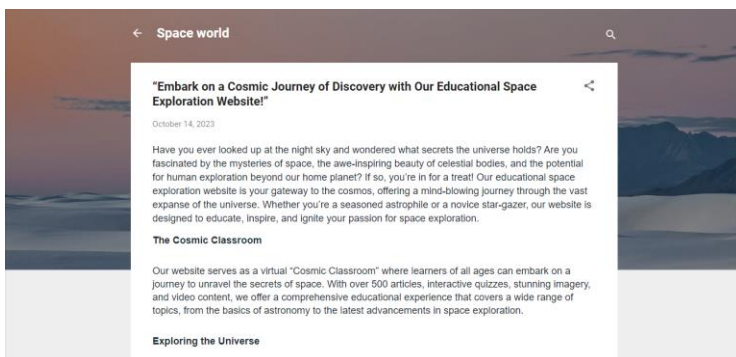 Space world
“Embark on a Cosmic Journey of Discovery with Our Educational Space
Exploration Website!”
October 14, 2023
Have you ever looked up at the night sky and wondered what secrets the universe holds? Are you
fascinated by the mysteries of space, the awe-inspiring beauty of celestial bodies, and the potential
for human exploration beyond our home planet? If so, you’re in for a treat! Our educational space
exploration website is your gateway to the cosmos, offering a mind-blowing journey through the vast
expanse of the universe. Whether you’re a seasoned astrophile or a novice star-gazer, our website is
designed to educate, inspire, and ignite your passion for space exploration.
The Cosmic Classroom
Our website serves as a virtual “Cosmic Classroom” where learners of all ages can embark on a
journey to unravel the secrets of space. With over 500 articles, interactive quizzes, stunning imagery,
and video content, we offer a comprehensive educational experience that covers a wide range of
topics, from the basics of astronomy to the latest advancements in space exploration.
Exploring the Universe